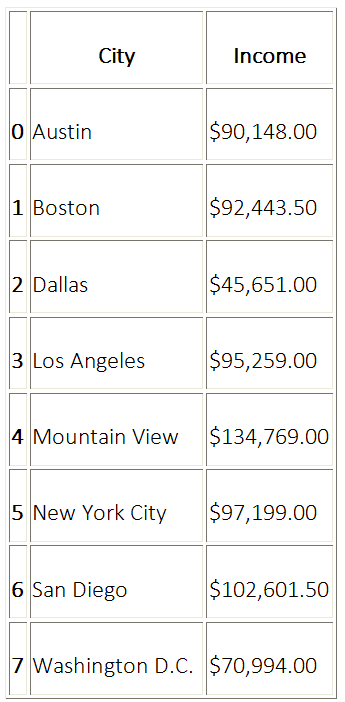 City Income
0 Austin $90,148.00
1 Boston $92,443.50
2 Dallas $45,651.00
3 Los Angeles $95,259.00
4 Mountain View $134,769.00
5 New York City $97,199.00
6 San Diego $102,601.50
7 Washington D.C. $70,994.00